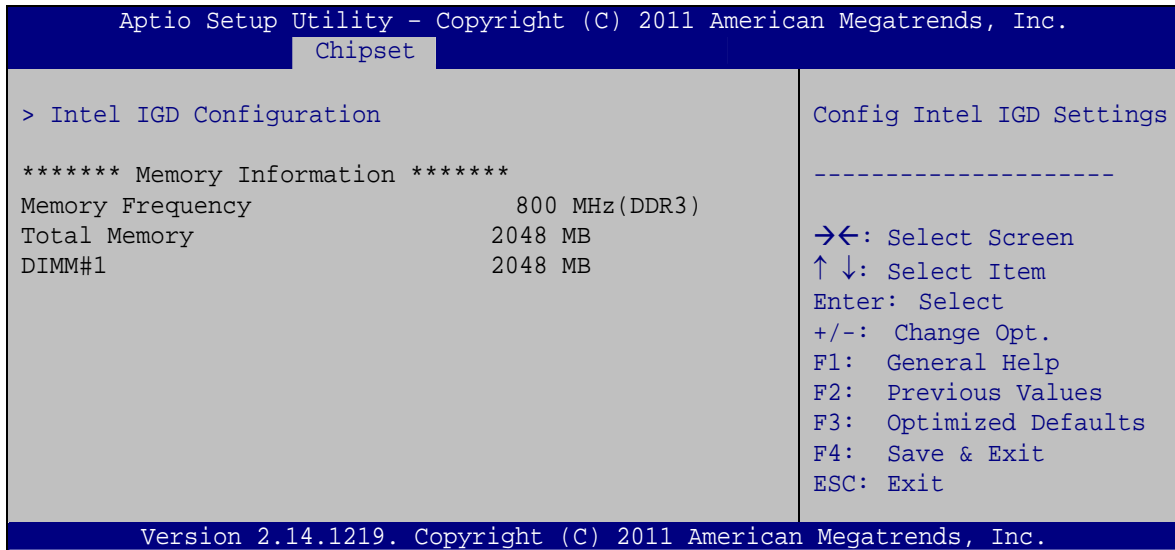 Aptio Setup Utility – Copyright (C) 2011 American Megatrends, Inc.
Chipset
> Intel IGD Configuration
******* Memory Information *******
Memory Frequency 800 MHz(DDR3)
Total Memory 2048 MB
DIMM#1 2048 MB
Config Intel IGD Settings
---------------------
→←: Select Screen
↑ ↓: Select Item
Enter: Select
+/-: Change Opt.
F1: General Help
F2: Previous Values
F3: Optimized Defaults
F4: Save & Exit
ESC: Exit
Version 2.14.1219. Copyright (C) 2011 American Megatrends, Inc.